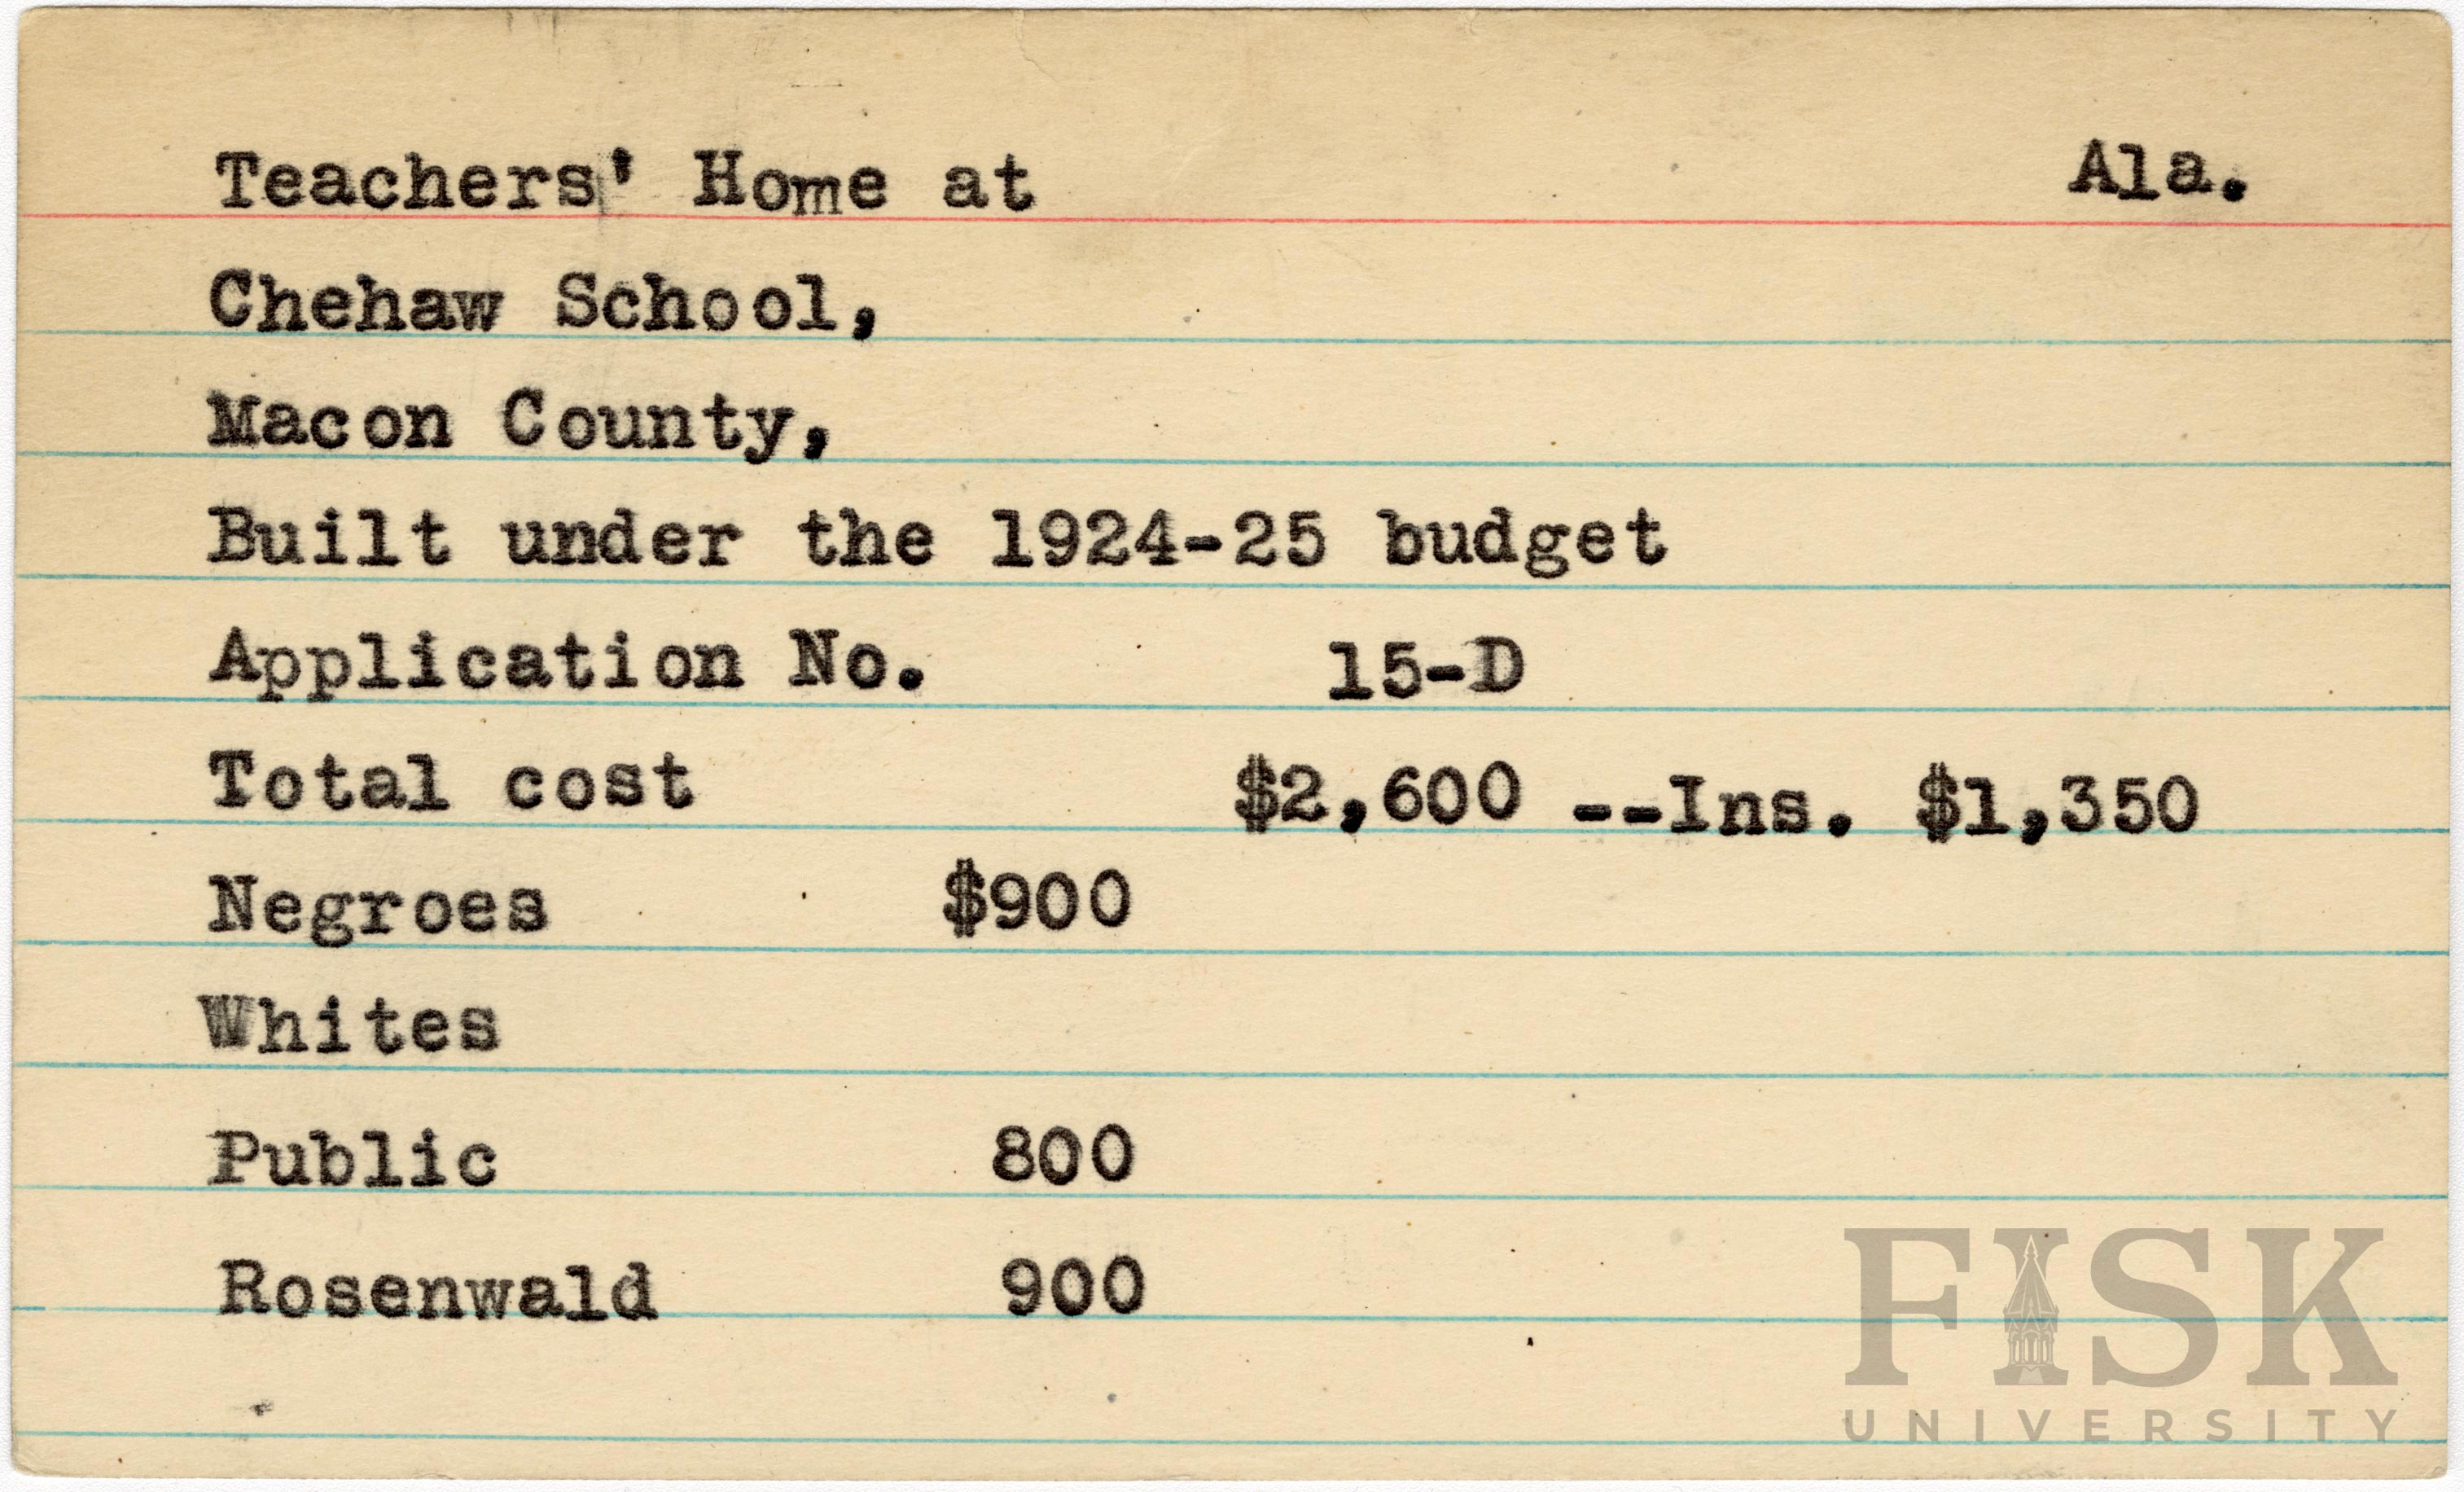 Teachers' Home at Ala.
Chehaw School,
Macon County,
Built under the 1924-25 budget
Application No. 15-D
Total cost $2,600 --Ins. $1,350
Negroes $900
Whites
Public 800
Rosenwald 900
FISK
UNIVERSITY